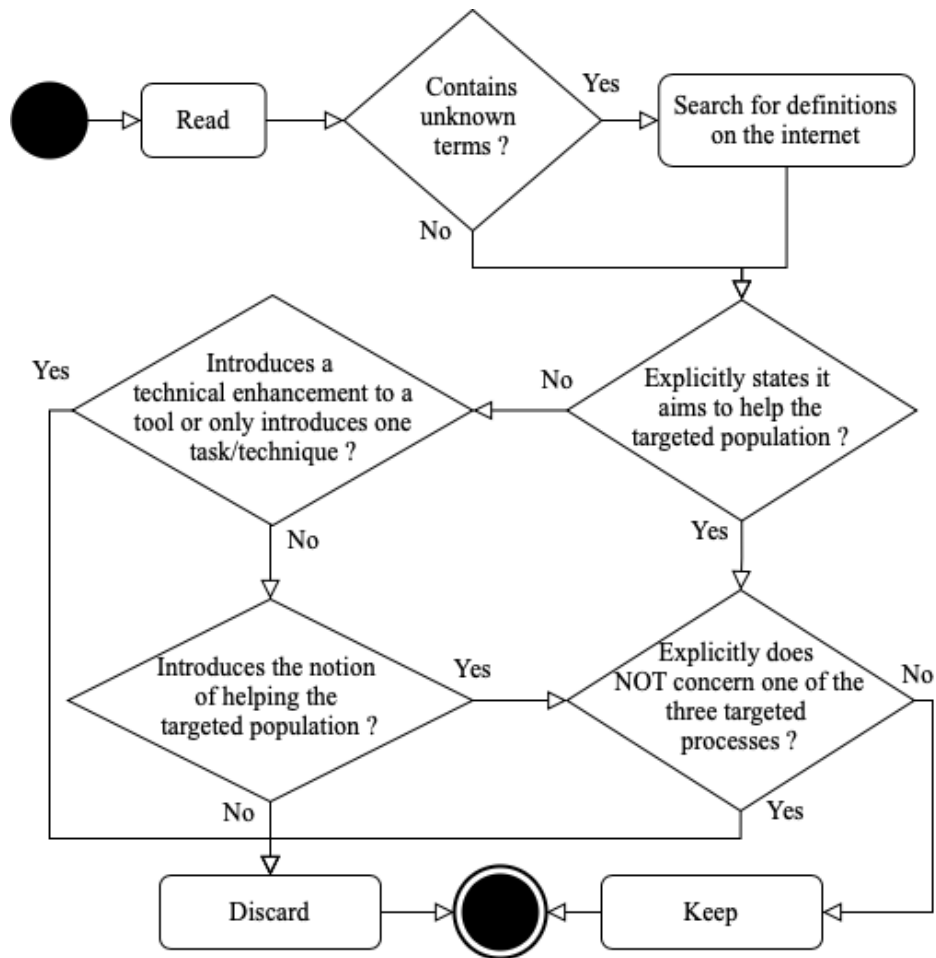 Read
Contains
unknown
terms ?
Yes
Search for definitions
on the internet
No
Yes
Introduces a
technical enhancement to a
tool or only introduces one
task/technique ?
No
Explicitly states it
aims to help the
targeted population ?
No
Yes
Introduces the notion
of helping the
targeted population ?
Yes
Explicitly does
NOT concern one of the
three targeted
processes ?
No
No
Yes
Discard
Keep